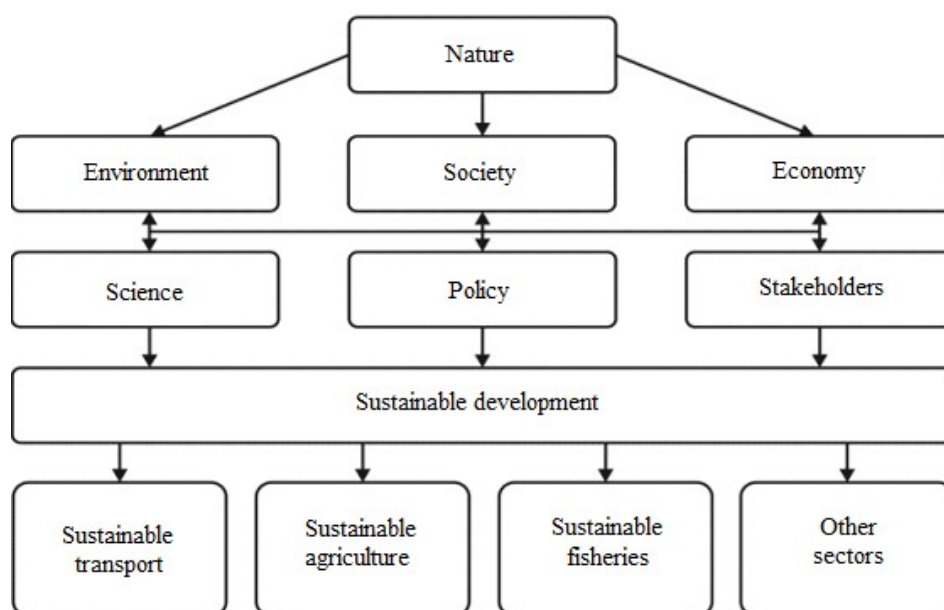 Nature
Environment
Society
Economy
Science
Policy
Stakeholders
Sustainable development
Sustainable
transport
Sustainable
agriculture
Sustainable
fisheries
Other
sectors